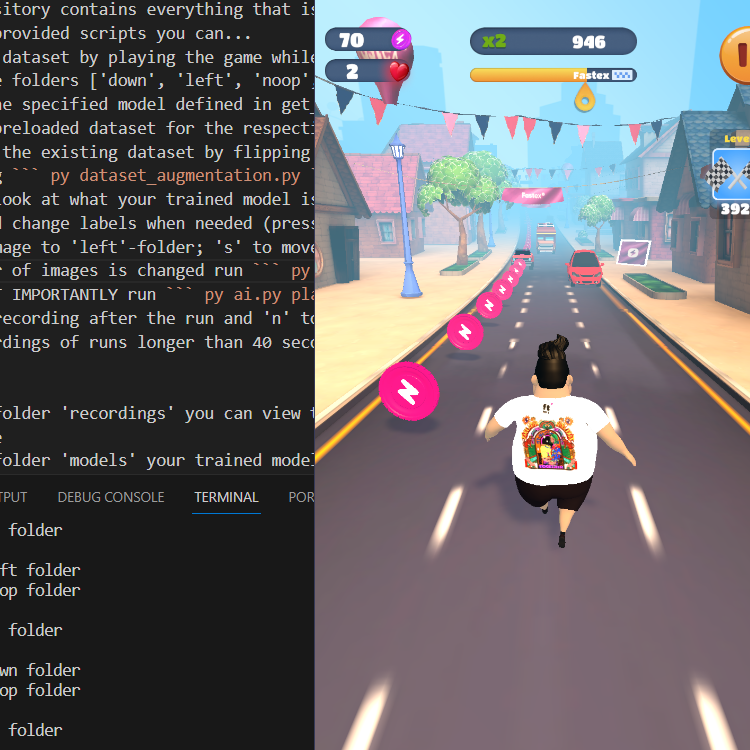 sitory contains everything that is
provided scripts you can...
dataset by playing the game while
e folders ['down', 'left', 'noop'
he specified model defined in get
preloaded dataset for the respecti
the existing dataset by flipping
g ``` py dataset_augmentation.py
look at what your trained model is
d change labels when needed (press
mage to 'left'-folder; 's' to move
r of images is changed run ``` py
T IMPORTANTLY run ``` py ai.py pla
recording after the run and 'n' to
rdings of runs longer than 40 seco
folder 'recordings' you can view
e
folder 'models' your trained model
TPUT DEBUG CONSOLE TERMINAL POR
folder
ft folder
op folder
folder
wn folder
op folder
folder
70
2
x2 946
Fastex
Leve
392
Fastex